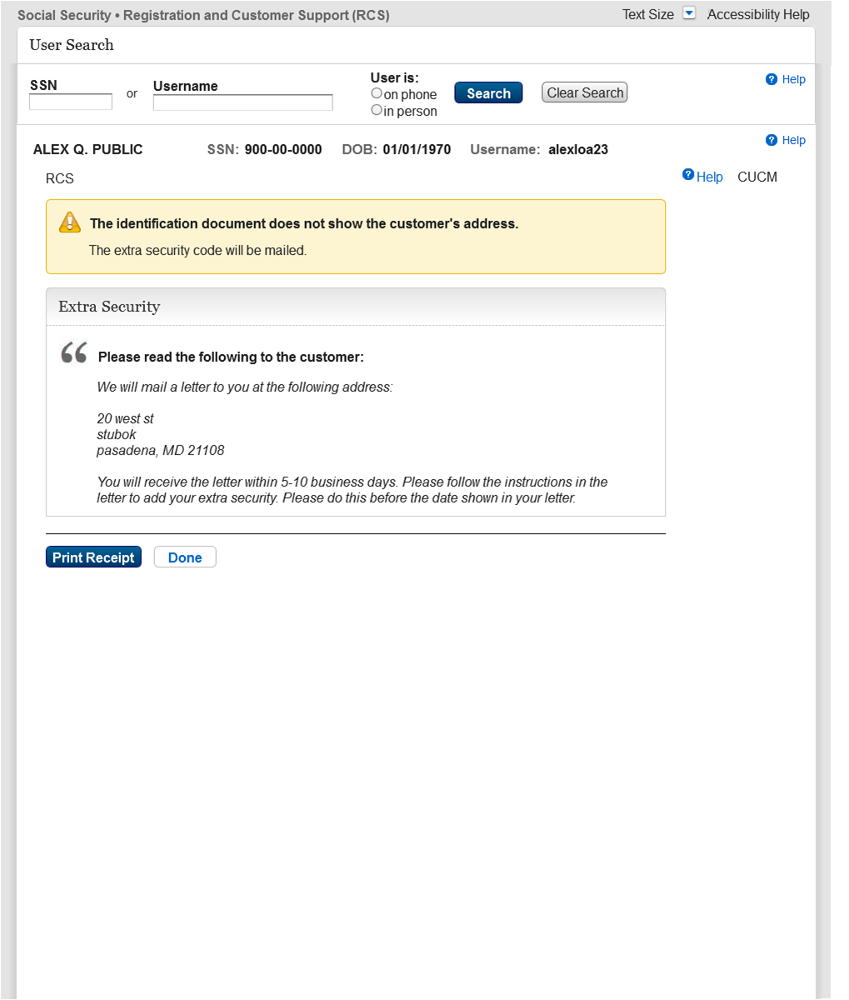 Social Security • Registration and Customer Support (RCS)
Text Size
Accessibility Help
User Search
SSN
or
Username
User is:
on phone
in person
Search
Clear Search
Help
ALEX Q. PUBLIC
SSN: 900-00-0000
DOB: 01/01/1970
Username: alexloa23
Help
RCS
Help
CUCM
The identification document does not show the customer's address.
The extra security code will be mailed.
Extra Security
Please read the following to the customer:
We will mail a letter to you at the following address:
20 west st
stubok
pasadena, MD 21108
You will receive the letter within 5-10 business days. Please follow the instructions in the
letter to add your extra security. Please do this before the date shown in your letter.
Print Receipt
Done